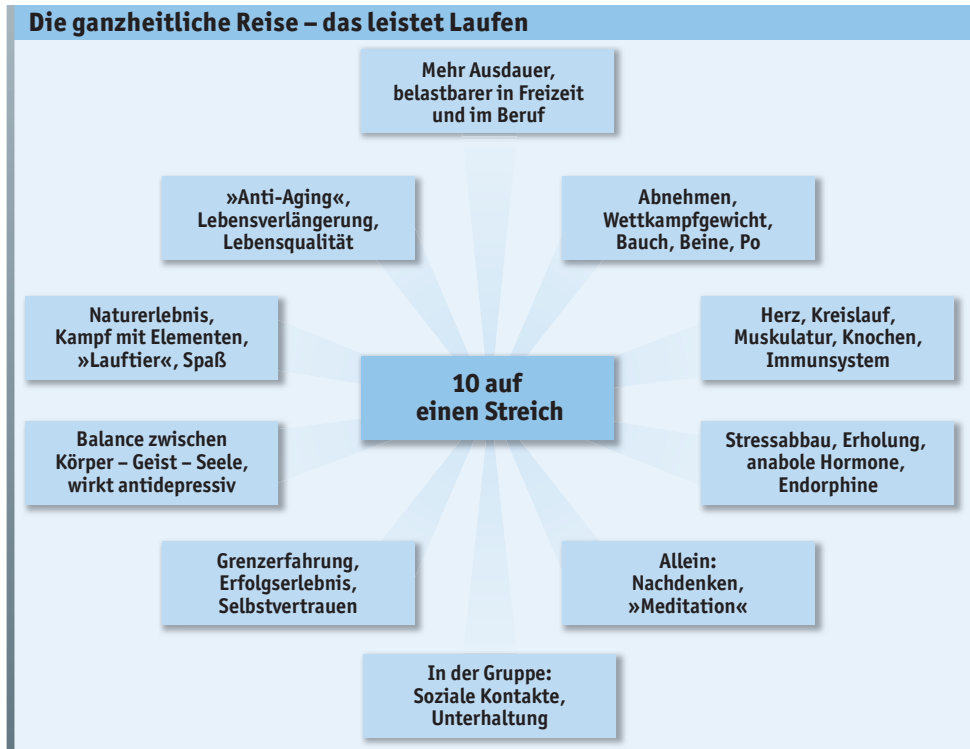 Die ganzheitliche Reise – das leistet Laufen
Mehr Ausdauer,
belastbarer in Freizeit
und im Beruf
»Anti-Aging«,
Lebensverlängerung,
Lebensqualität
Abnehmen,
Wettkampfgewicht,
Bauch, Beine, Po
Naturerlebnis,
Kampf mit Elementen,
»Lauftier«, Spaß
Herz, Kreislauf,
Muskulatur, Knochen,
Immunsystem
10 auf
einen Streich
Balance zwischen
Körper – Geist – Seele,
wirkt antidepressiv
Stressabbau, Erholung,
anabole Hormone,
Endorphine
Grenzerfahrung,
Erfolgserlebnis,
Selbstvertrauen
Allein:
Nachdenken,
»Meditation«
In der Gruppe:
Soziale Kontakte,
Unterhaltung